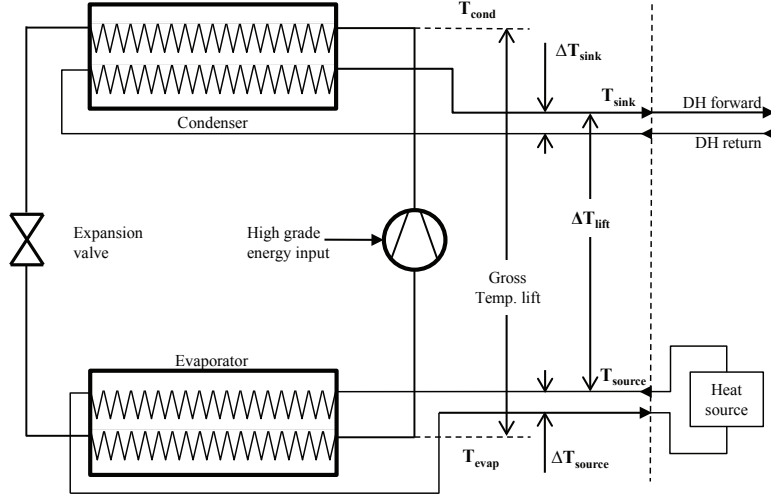 T_cond
ΔT_sink
T_sink
DH forward
Condenser
DH return
Expansion
valve
High grade
energy input
ΔT_lift
Gross
Temp. lift
Evaporator
T_source
Heat
source
T_evap
ΔT_source